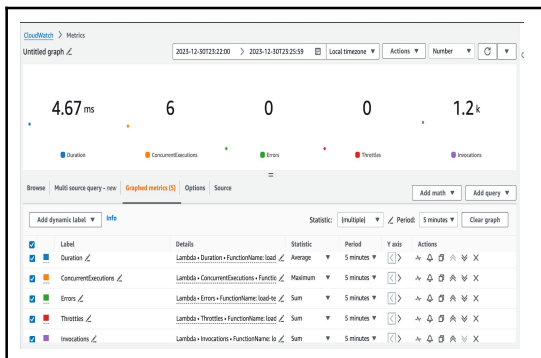 CloudWatch > Metrics
Untitled graph 2023-12-30T23:22:00 > 2023-12-30T23:25:59 Local timezone ▼ Actions ▼ Number ▼
4.67 ms 6 0 0 1.2 k
Duration ConcurrentExecutions Errors Throttles Invocations
Browse Multi source query - new Graphed metrics (5) Options Source Add math ▼ Add query ▼
Add dynamic label ▼ Info Statistic: (multiple) ▼ Period: 5 minutes ▼ Clear graph
Label Details Statistic Period Y axis Actions
Duration Lambda • Duration • FunctionName: load Average ▼ 5 minutes ▼ < >
ConcurrentExecutions Lambda • ConcurrentExecutions • Functic Maximum ▼ 5 minutes ▼ < >
Errors Lambda • Errors • FunctionName: load-te Sum ▼ 5 minutes ▼ < >
Throttles Lambda • Throttles • FunctionName: load Sum ▼ 5 minutes ▼ < >
Invocations Lambda • Invocations • FunctionName: lo Sum ▼ 5 minutes ▼ < >